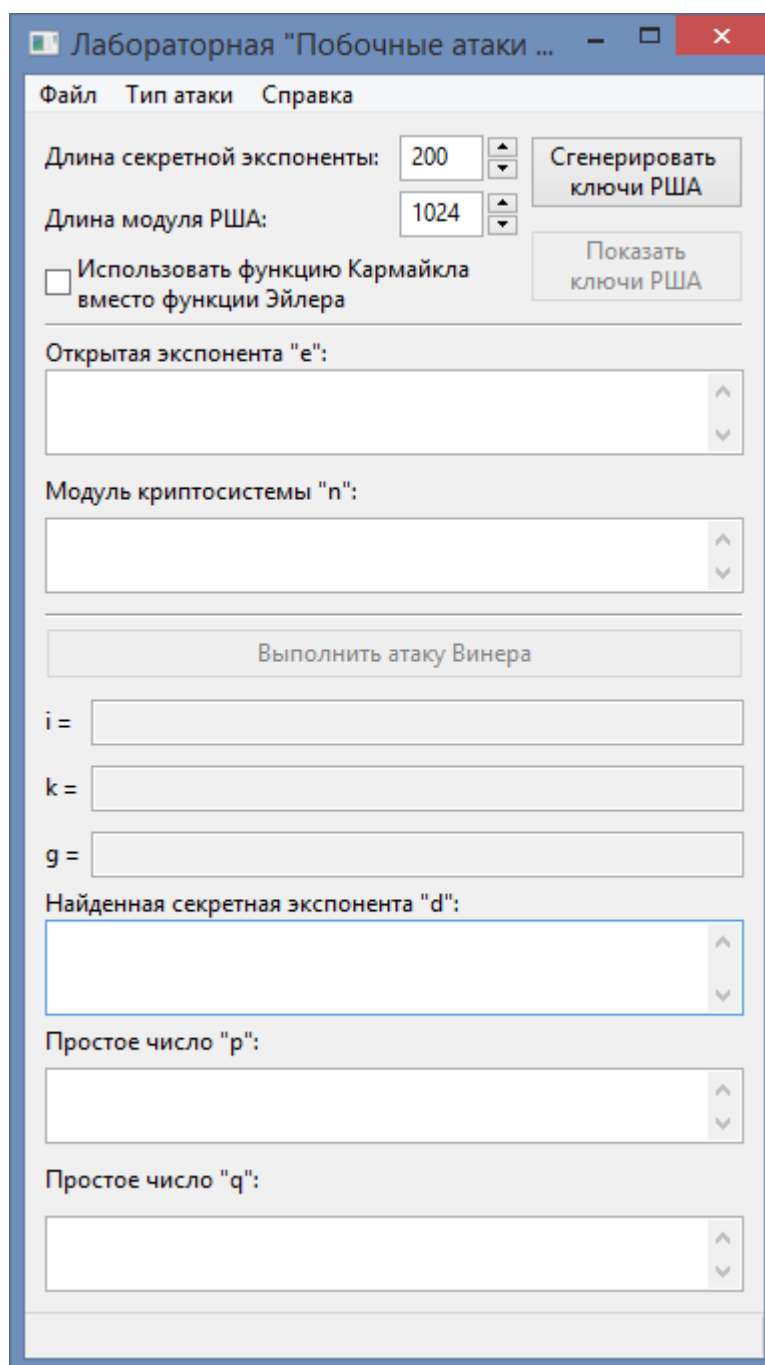 Лабораторная "Побочные атаки ...
Файл Тип атаки Справка
Длина секретной экспоненты: 200
Сгенерировать
ключи РША
Длина модуля РША: 1024
Показать
ключи РША
Использовать функцию Кармайкла
вместо функции Эйлера
Открытая экспонента "e":
Модуль криптосистемы "n":
Выполнить атаку Винера
i =
k =
g =
Найденная секретная экспонента "d":
Простое число "p":
Простое число "q":